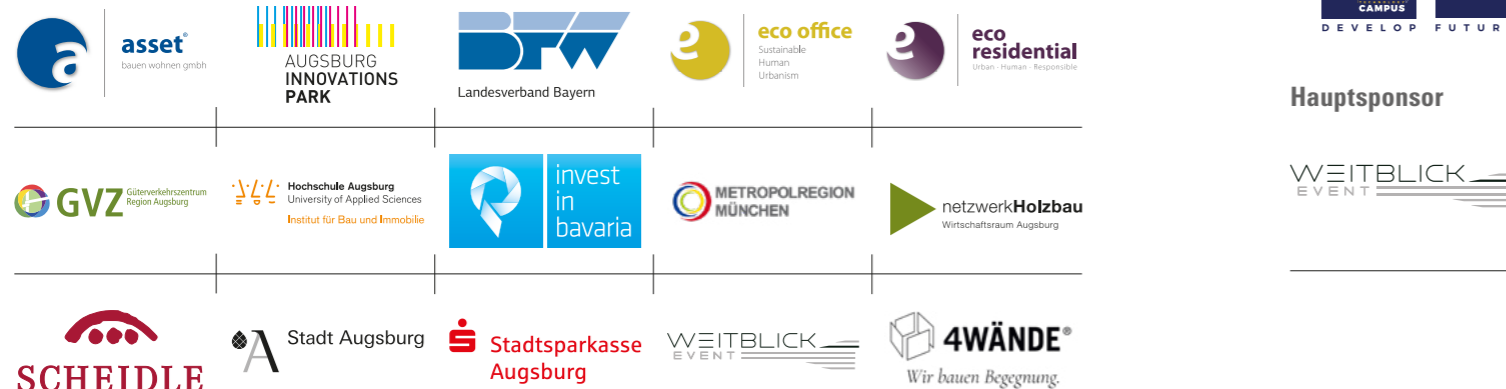 a
asset®
bauen wohnen gmbh
AUGSBURG
INNOVATIONS
PARK
BFW
Landesverband Bayern
e
eco office
Sustainable
Human
Urbanism
e
eco
residential
Urban - Human - Responsible
GVZ
Güterverkehrszentrum
Region Augsburg
Hochschule Augsburg
University of Applied Sciences
Institut für Bau und Immobilie
invest
in
bavaria
METROPOLREGION
MÜNCHEN
netzwerkHolzbau
Wirtschaftsraum Augsburg
SCHEIDLE
A
Stadt Augsburg
Stadtsparkasse
Augsburg
WEITBLICK
EVENT
4WÄNDE®
Wir bauen Begegnung.
CAMPUS
DEVELOP FUTUR
Hauptsponsor
WEITBLICK
EVENT